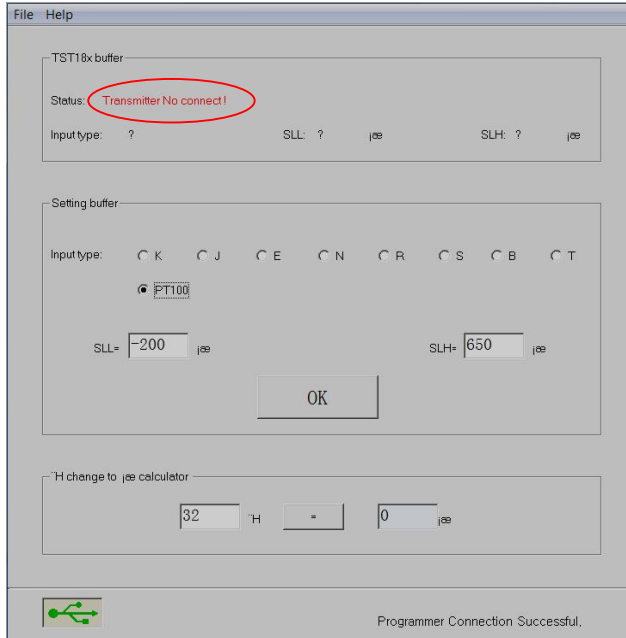 File Help
TST18x buffer
Status: Transmitter No connect !
Input type: ? SLL: ? ¡æ SLH: ? ¡æ
Setting buffer
Input type: K J E N R S B T
PT100
SLL= -200 ¡æ SLH= 650 ¡æ
OK
¨H change to ¡æ calculator
32 ¨H = 0 ¡æ
Programmer Connection Successful.